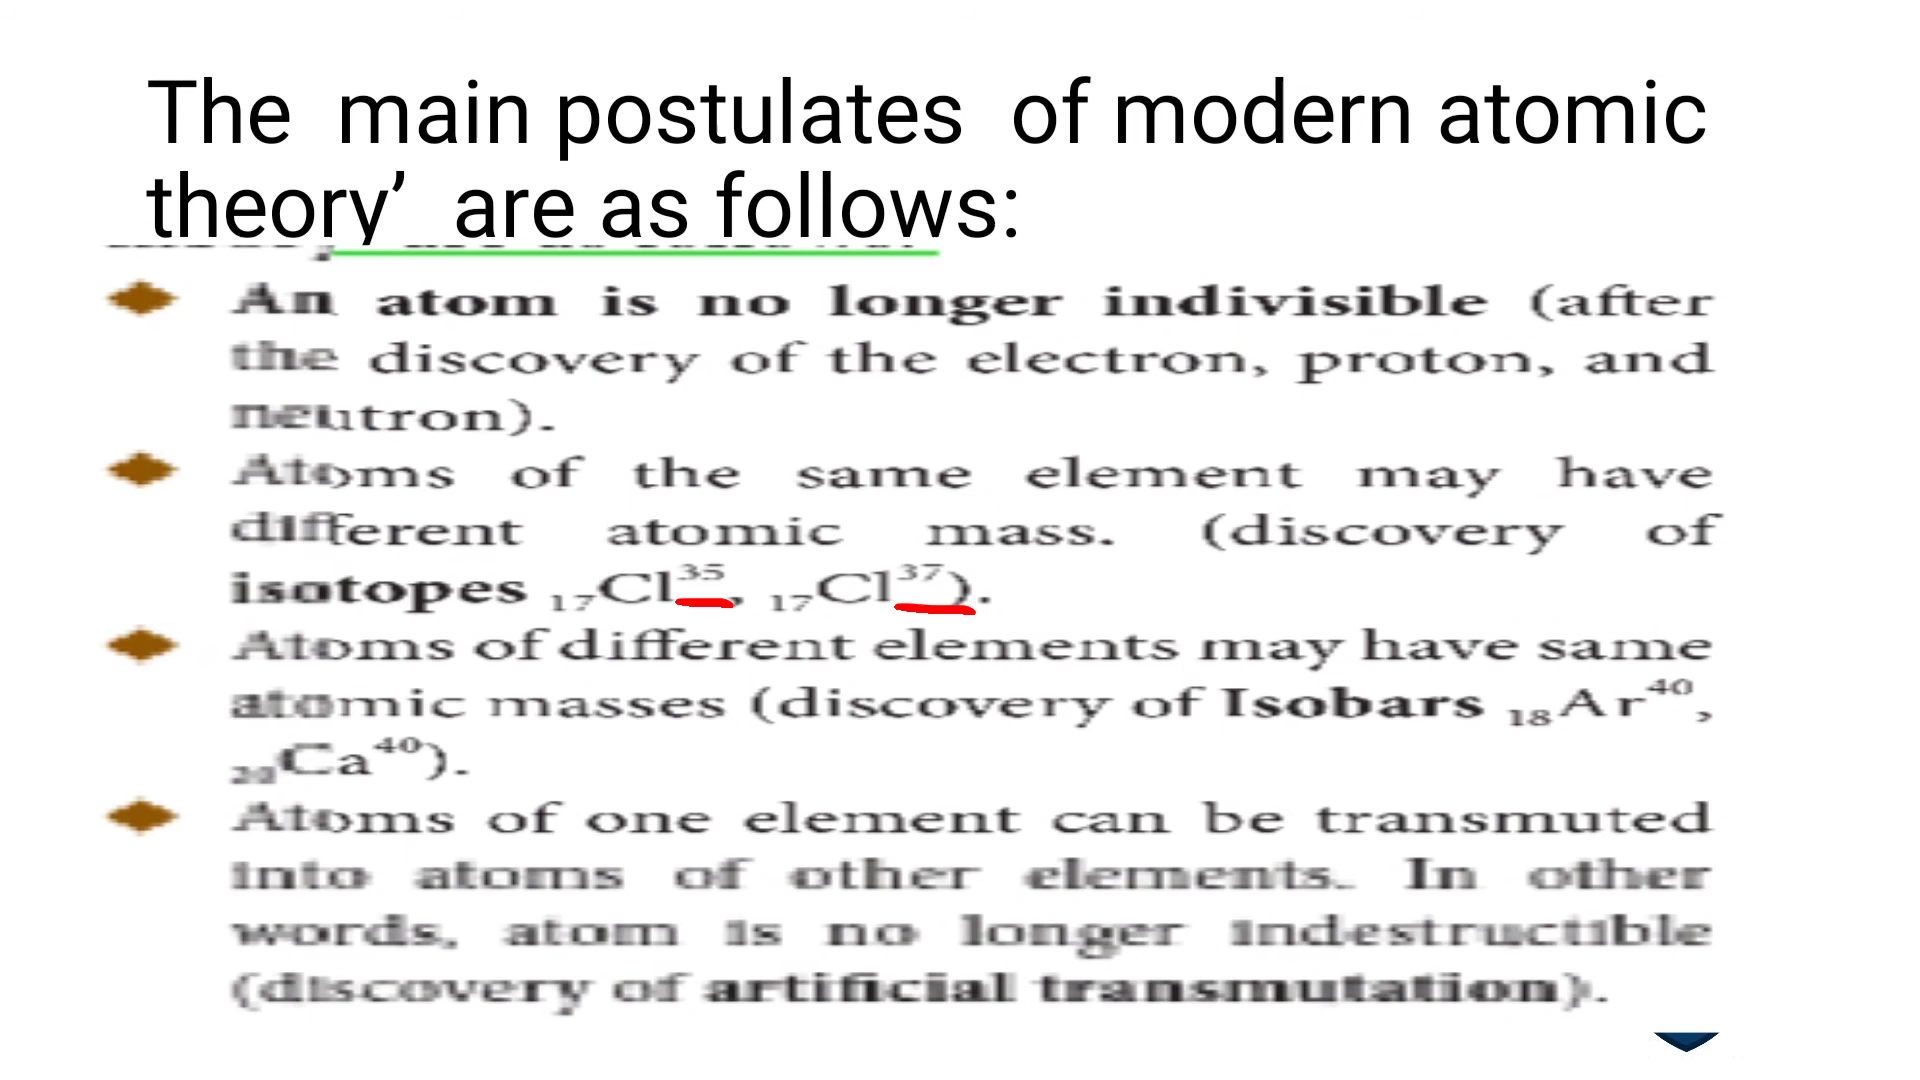 The main postulates of modern atomic
theory’ are as follows:
An atom is no longer indivisible (after
the discovery of the electron, proton, and
neutron).
Atoms of the same element may have
different atomic mass. (discovery of
isotopes ₁₇Cl³⁵, ₁₇Cl³⁷).
Atoms of different elements may have same
atomic masses (discovery of Isobars ₁₈Ar⁴⁰,
₂₀Ca⁴⁰).
Atoms of one element can be transmuted
into atoms of other elements. In other
words, atom is no longer indestructible
(discovery of artificial transmutation).